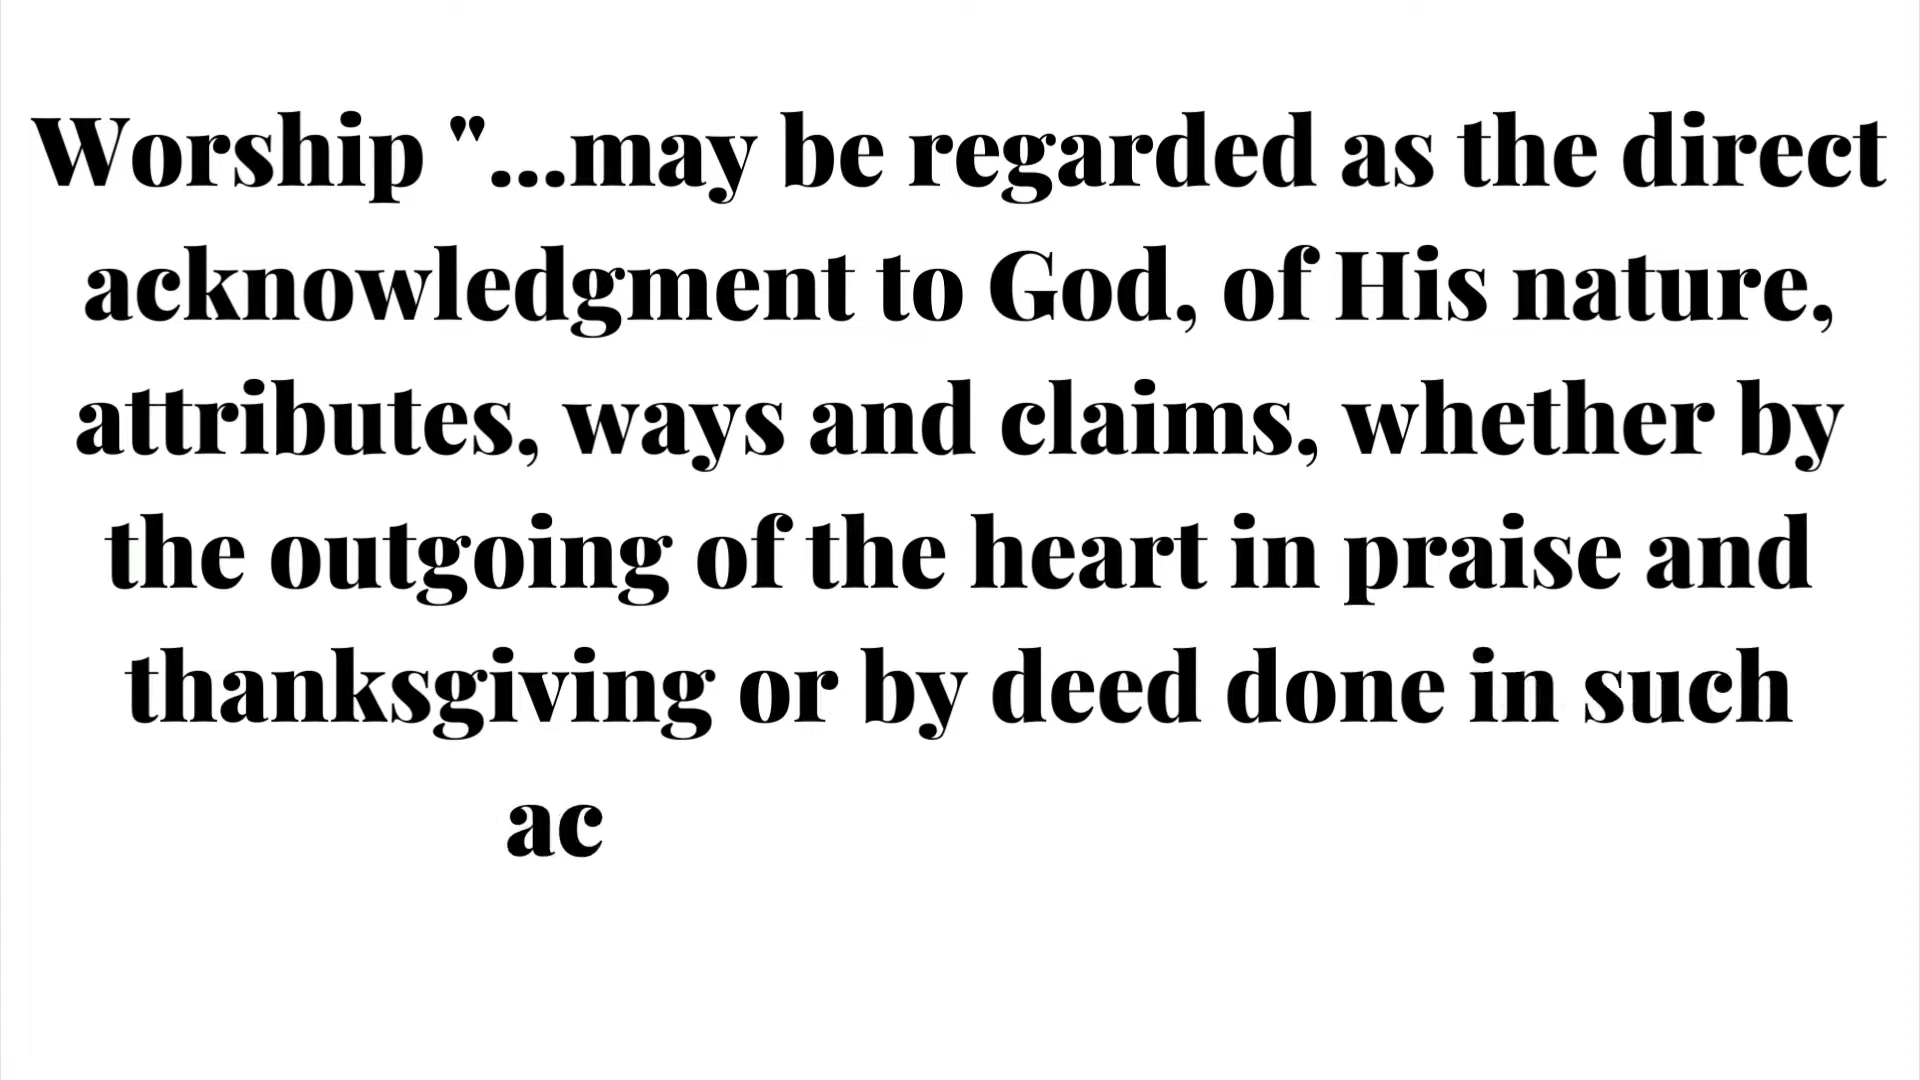 Worship "...may be regarded as the direct
acknowledgment to God, of His nature,
attributes, ways and claims, whether by
the outgoing of the heart in praise and
thanksgiving or by deed done in such
ac